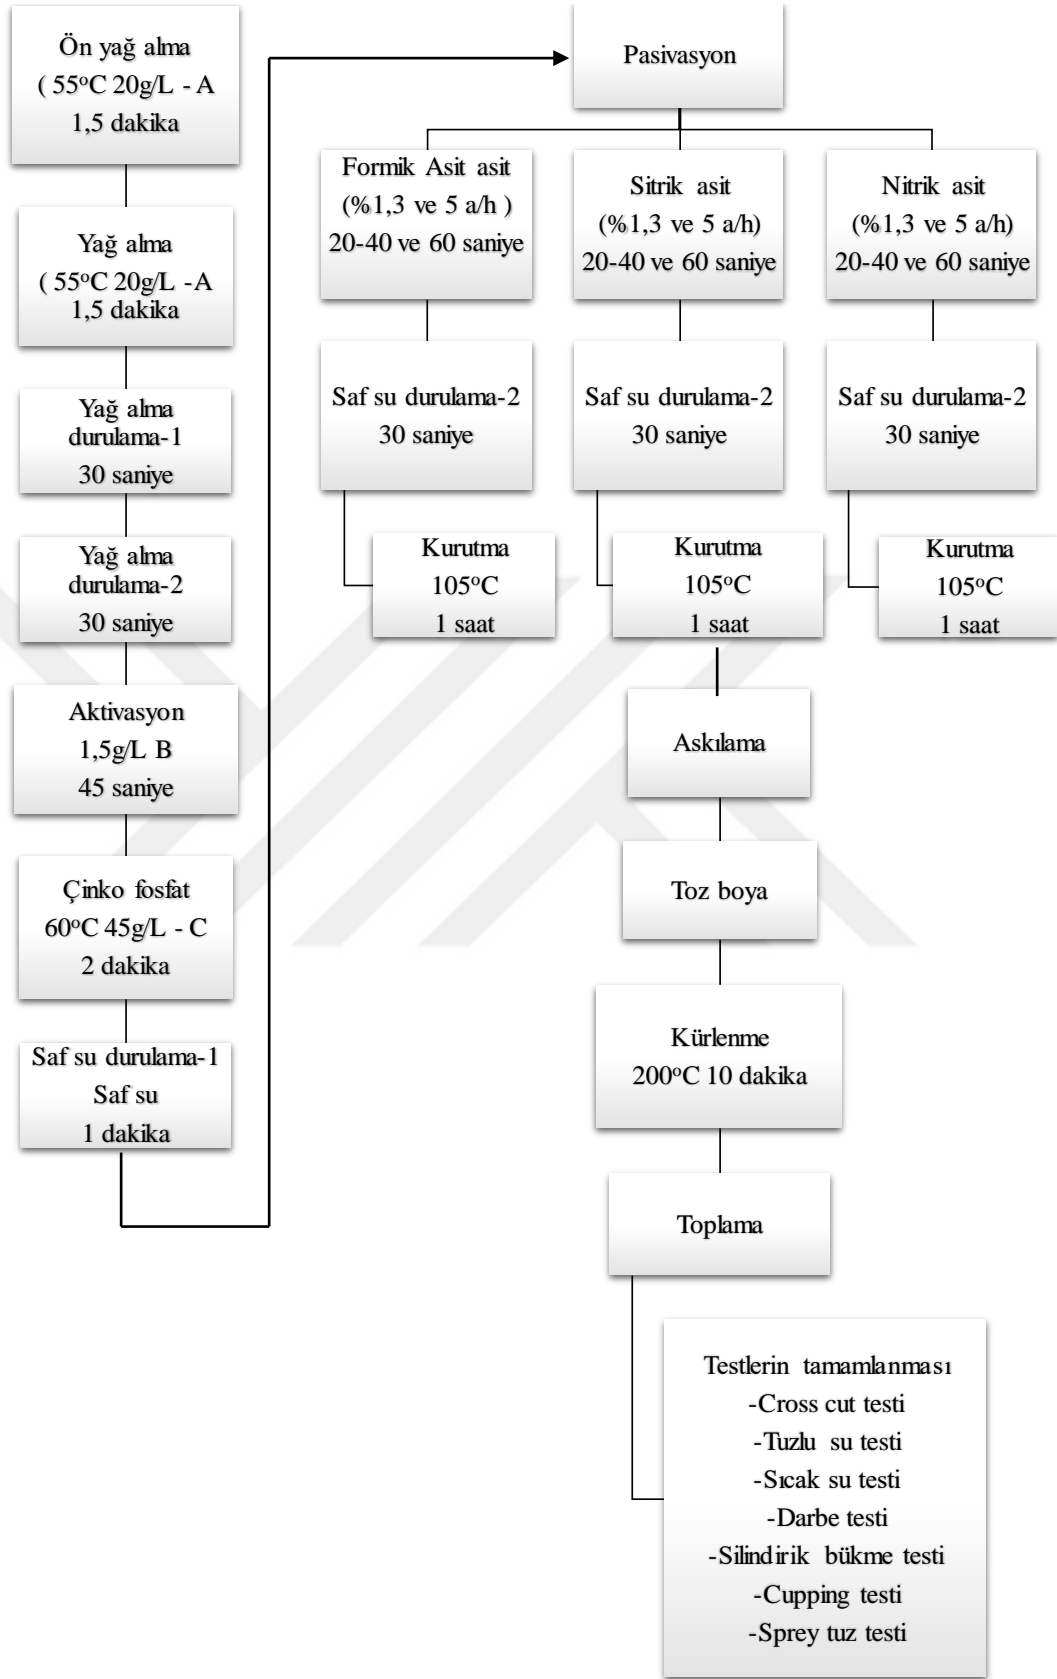 Ön yağ alma
( 55°C 20g/L - A
1,5 dakika
Yağ alma
( 55°C 20g/L -A
1,5 dakika
Yağ alma
durulama-1
30 saniye
Yağ alma
durulama-2
30 saniye
Aktivasyon
1,5g/L B
45 saniye
Çinko fosfat
60°C 45g/L - C
2 dakika
Saf su durulama-1
Saf su
1 dakika
Pasivasyon
Formik Asit asit
(%1,3 ve 5 a/h )
20-40 ve 60 saniye
Saf su durulama-2
30 saniye
Kurutma
105°C
1 saat
Sitrik asit
(%1,3 ve 5 a/h)
20-40 ve 60 saniye
Saf su durulama-2
30 saniye
Kurutma
105°C
1 saat
Nitrik asit
(%1,3 ve 5 a/h)
20-40 ve 60 saniye
Saf su durulama-2
30 saniye
Kurutma
105°C
1 saat
Askılama
Toz boya
Kürlenme
200°C 10 dakika
Toplama
Testlerin tamamlanması
-Cross cut testi
-Tuzlu su testi
-Sıcak su testi
-Darbe testi
-Silindirik bükme testi
-Cupping testi
-Sprey tuz testi